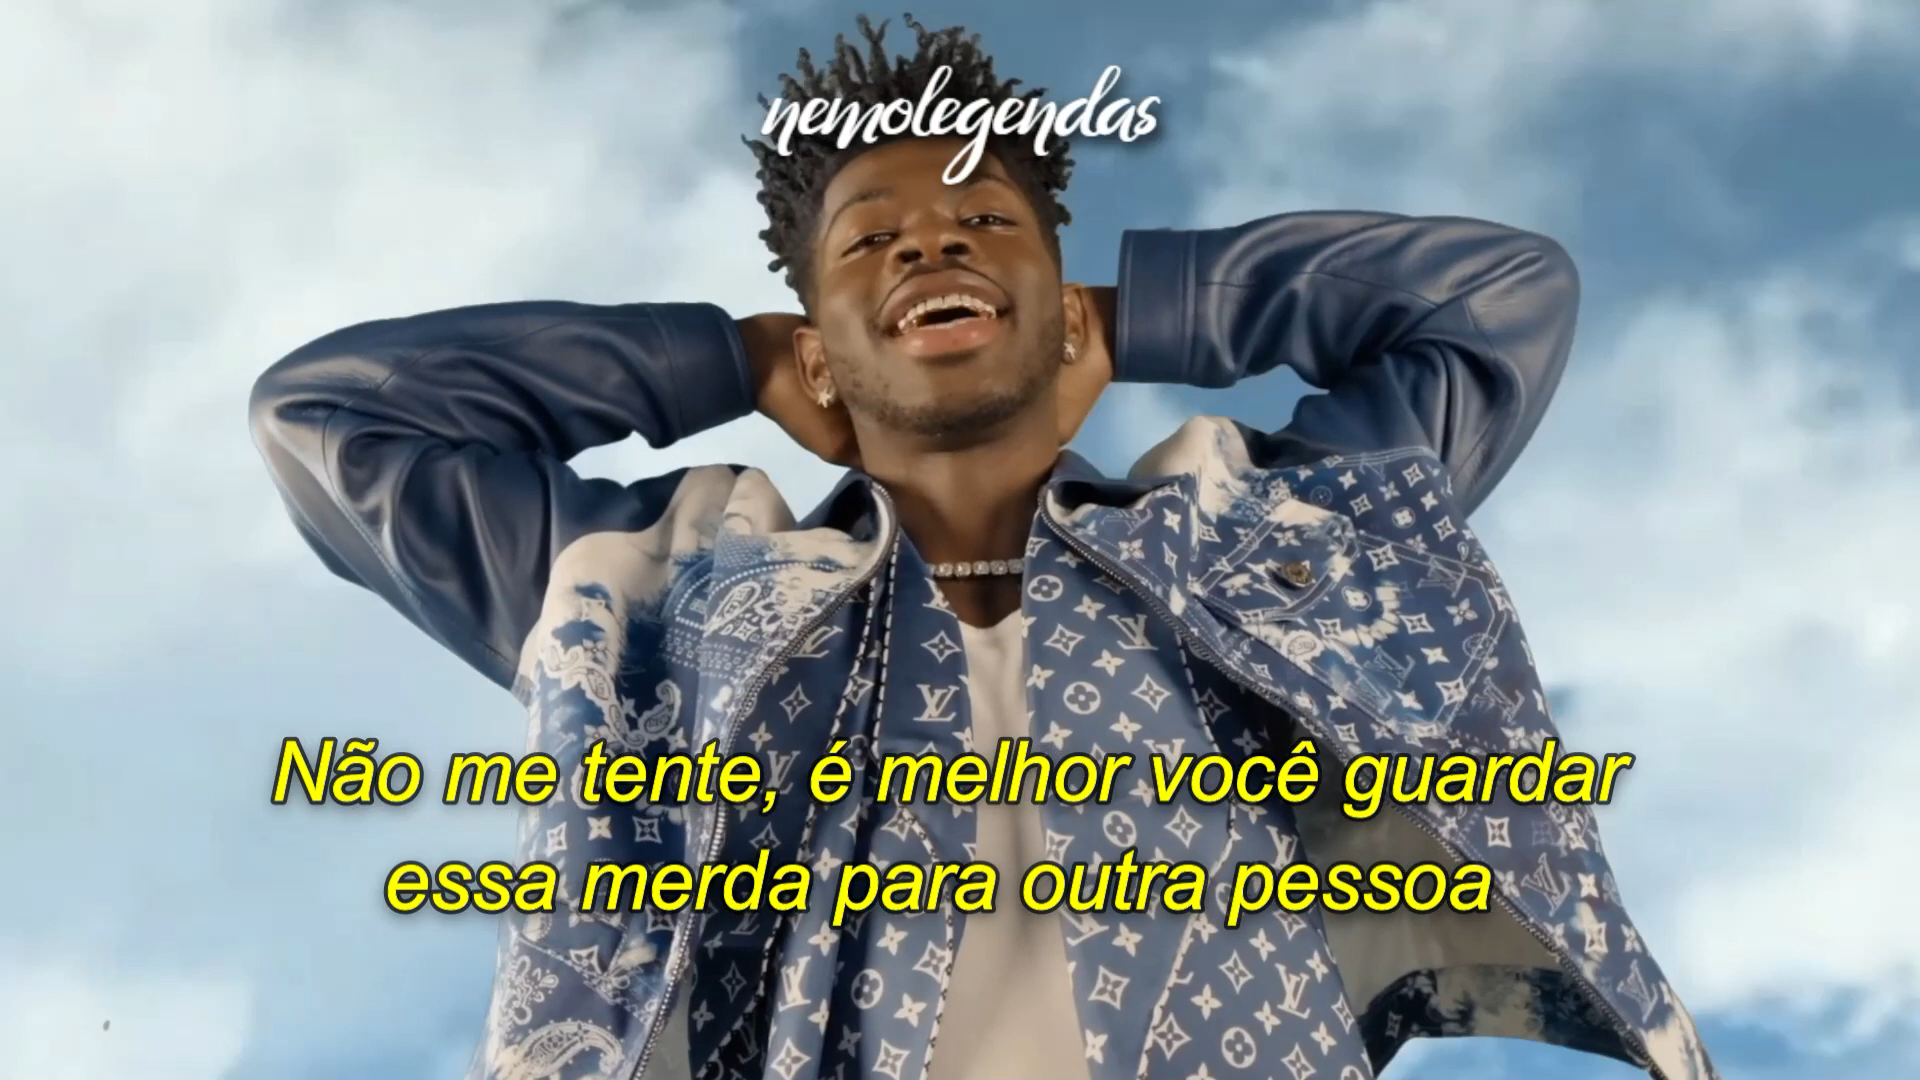 nemolegendas
Não me tente, é melhor você guardar
essa merda para outra pessoa